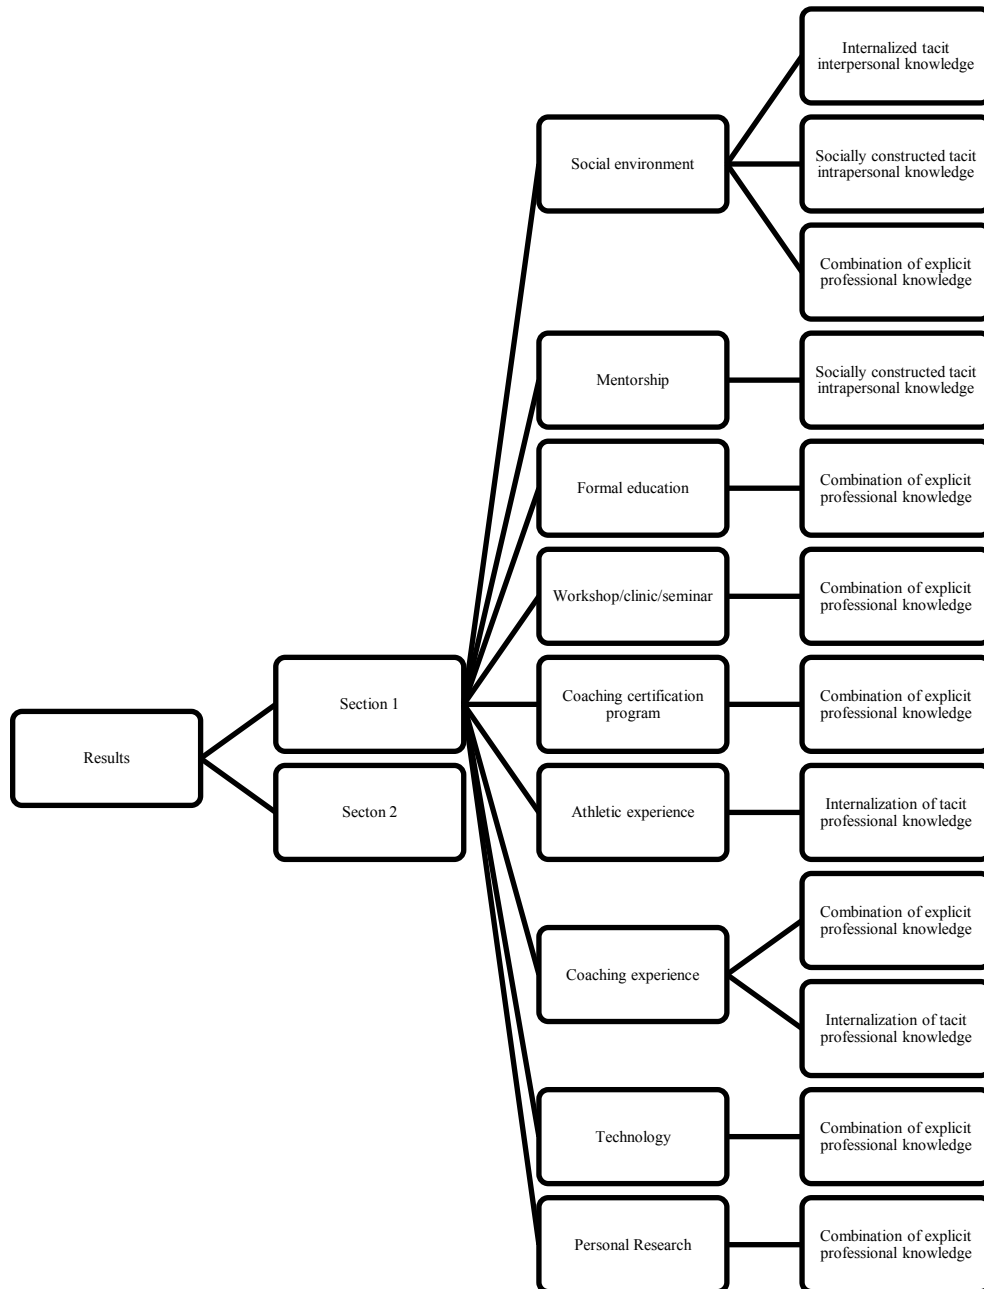 Internalized tacit
interpersonal knowledge
Social environment
Socially constructed tacit
intrapersonal knowledge
Combination of explicit
professional knowledge
Mentorship
Socially constructed tacit
intrapersonal knowledge
Formal education
Combination of explicit
professional knowledge
Workshop/clinic/seminar
Combination of explicit
professional knowledge
Results
Section 1
Coaching certification
program
Combination of explicit
professional knowledge
Secton 2
Athletic experience
Internalization of tacit
professional knowledge
Coaching experience
Combination of explicit
professional knowledge
Internalization of tacit
professional knowledge
Technology
Combination of explicit
professional knowledge
Personal Research
Combination of explicit
professional knowledge